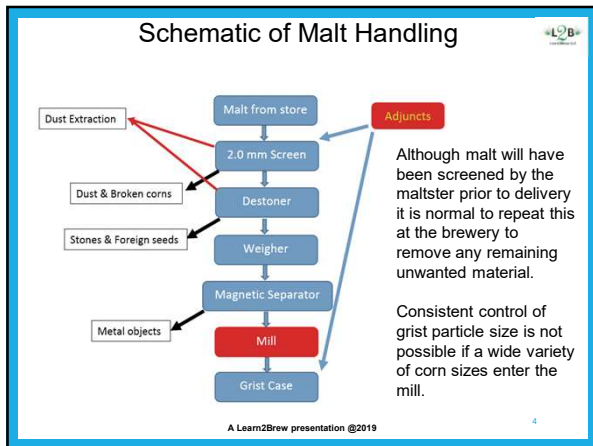 Schematic of Malt Handling
L2B
Malt from store
Adjuncts
Dust Extraction
2.0 mm Screen
Dust & Broken corns
Destoner
Stones & Foreign seeds
Weigher
Magnetic Separator
Metal objects
Mill
Grist Case
Although malt will have
been screened by the
maltster prior to delivery
it is normal to repeat this
at the brewery to
remove any remaining
unwanted material.
Consistent control of
grist particle size is not
possible if a wide variety
of corn sizes enter the
mill.
A Learn2Brew presentation @2019
4